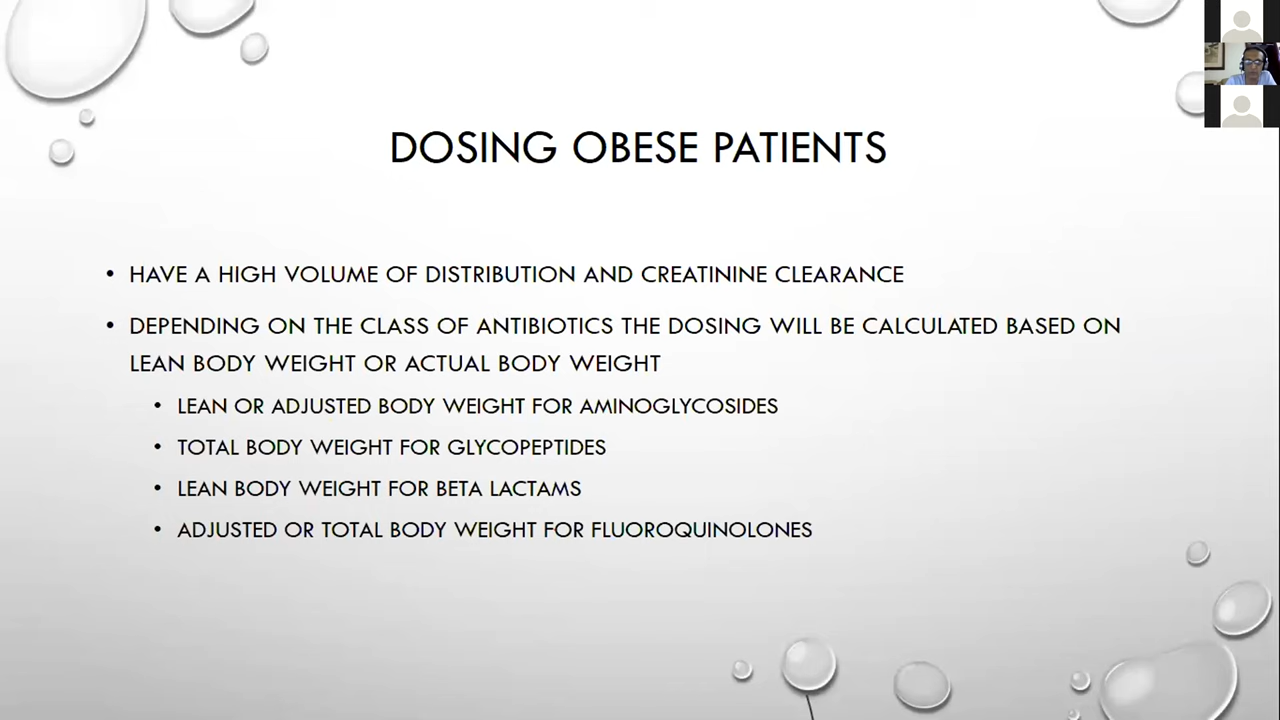 DOSING OBESE PATIENTS
• HAVE A HIGH VOLUME OF DISTRIBUTION AND CREATININE CLEARANCE
• DEPENDING ON THE CLASS OF ANTIBIOTICS THE DOSING WILL BE CALCULATED BASED ON
LEAN BODY WEIGHT OR ACTUAL BODY WEIGHT
• LEAN OR ADJUSTED BODY WEIGHT FOR AMINOGLYCOSIDES
• TOTAL BODY WEIGHT FOR GLYCOPEPTIDES
• LEAN BODY WEIGHT FOR BETA LACTAMS
• ADJUSTED OR TOTAL BODY WEIGHT FOR FLUOROQUINOLONES